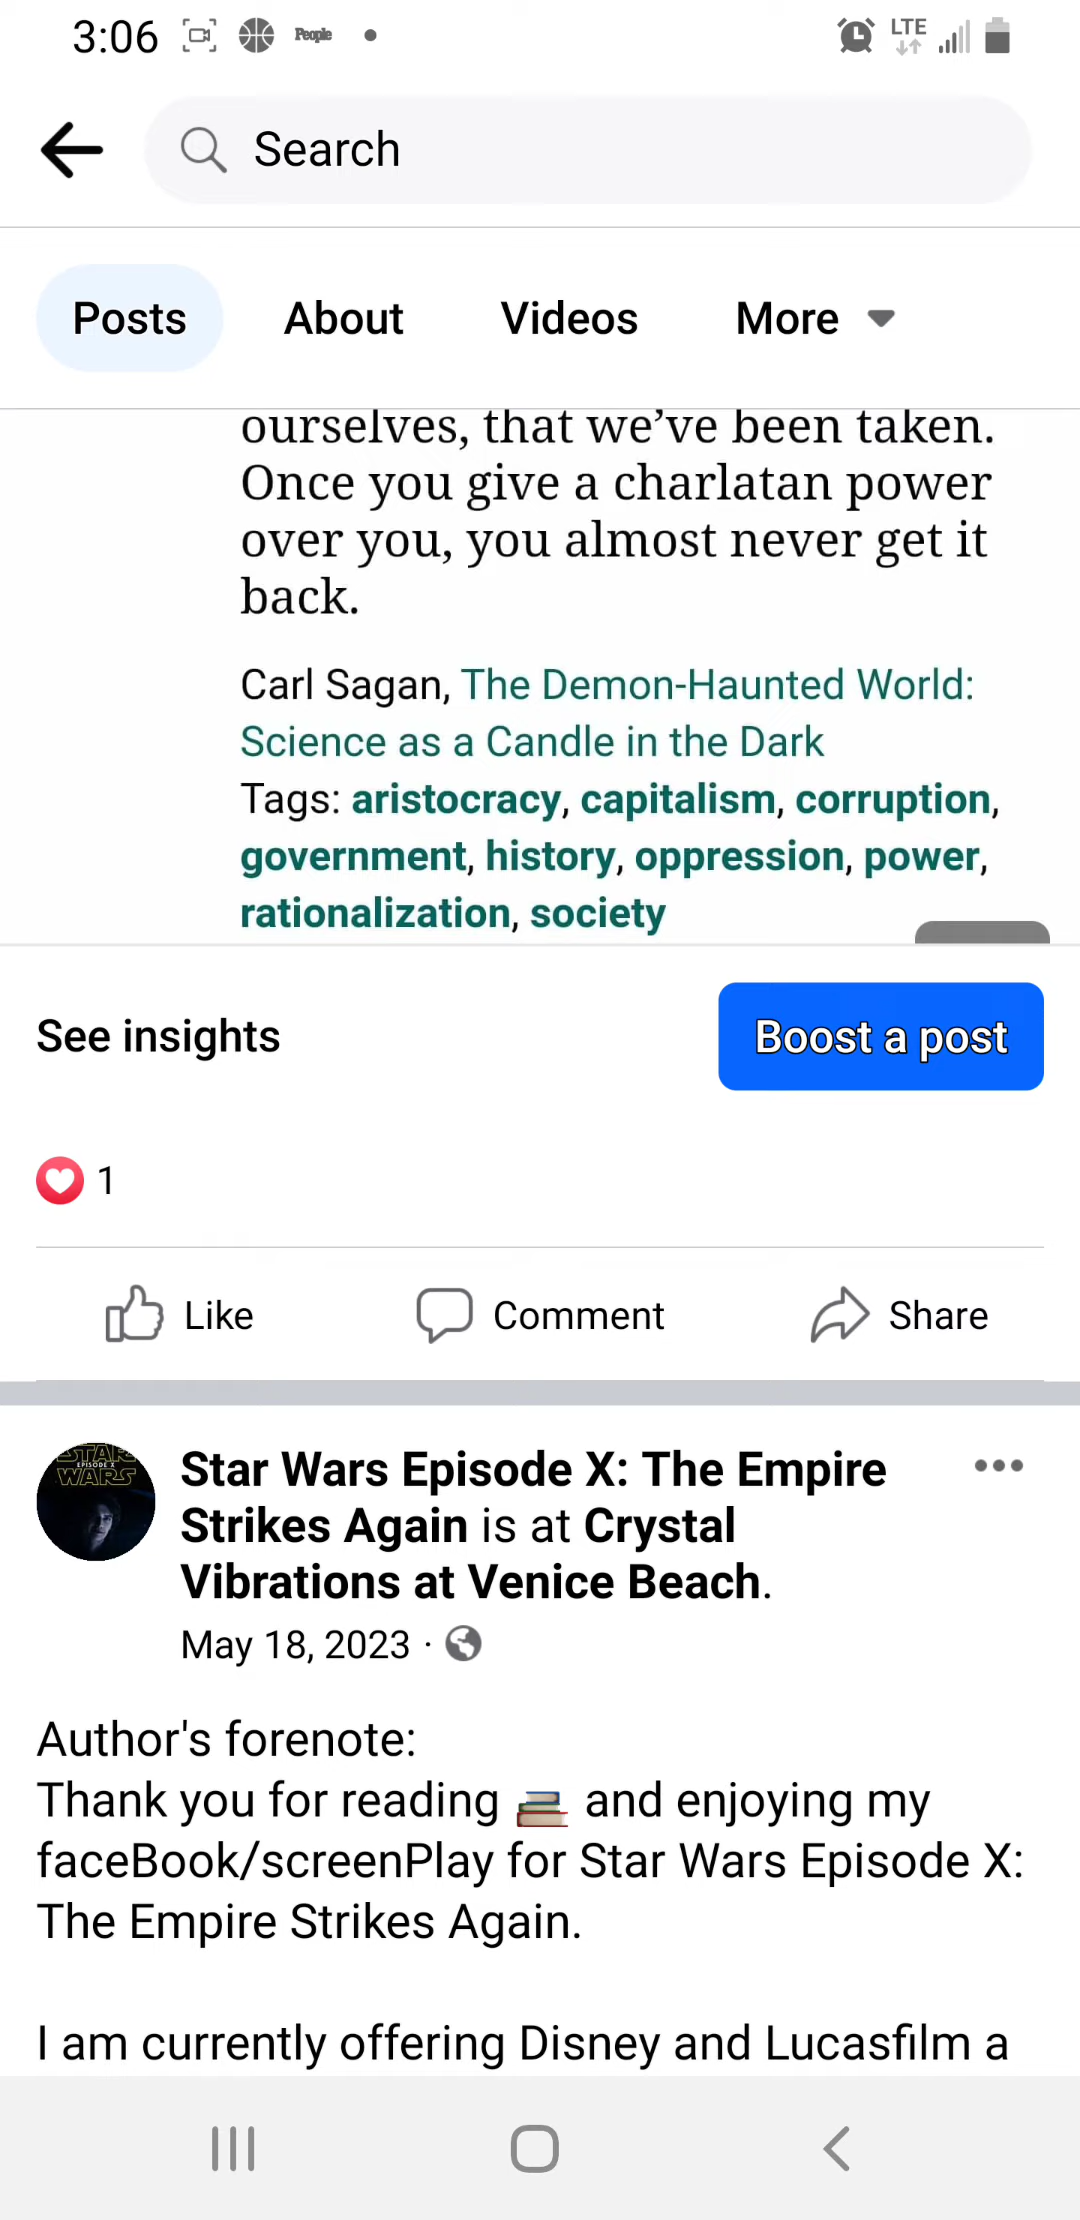 3:06 People LTE
Search
Posts About Videos More
ourselves, that we've been taken.
Once you give a charlatan power
over you, you almost never get it
back.
Carl Sagan, The Demon-Haunted World:
Science as a Candle in the Dark
Tags: aristocracy, capitalism, corruption,
government, history, oppression, power,
rationalization, society
See insights Boost a post
1
Like Comment Share
STAR
EPISODE X
WARS
Star Wars Episode X: The Empire
Strikes Again is at Crystal
Vibrations at Venice Beach.
May 18, 2023 ·
Author's forenote:
Thank you for reading 📚 and enjoying my
faceBook/screenPlay for Star Wars Episode X:
The Empire Strikes Again.
I am currently offering Disney and Lucasfilm a